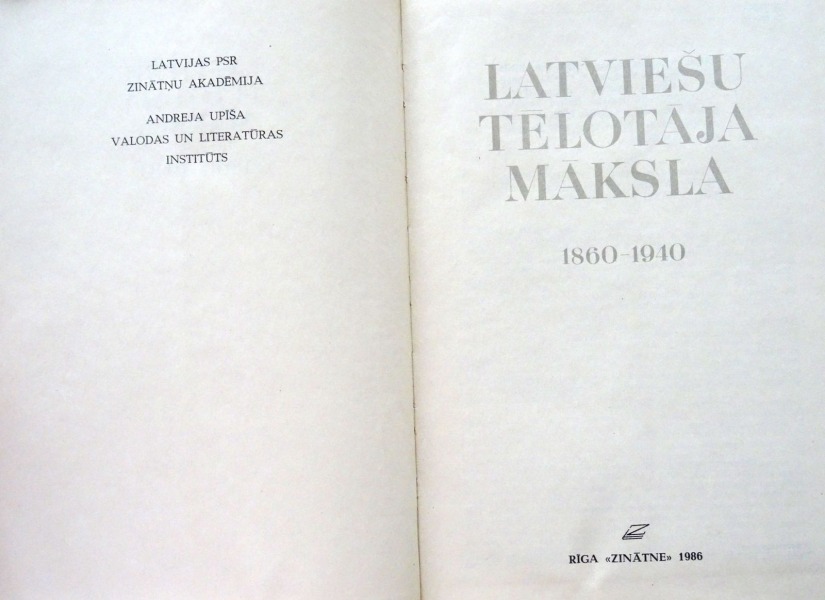 LATVIJAS PSR
ZINĀTŅU AKADĒMIJA
ANDREJA UPĪŠA
VALODAS UN LITERATŪRAS
INSTITŪTS
LATVIEŠU
TĒLOTĀJA
MĀKSLA
1860-1940
RĪGA «ZINĀTNE» 1986